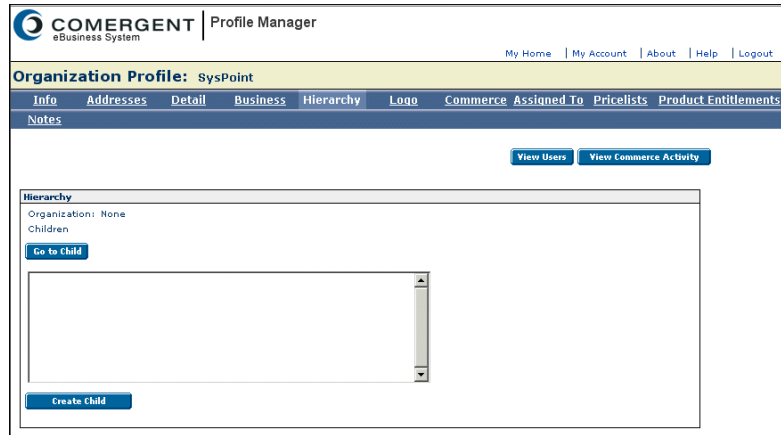 COMERGENT Profile Manager
eBusiness System
My Home | My Account | About | Help | Logout
Organization Profile: SysPoint
Info Addresses Detail Business Hierarchy Logo Commerce Assigned To Pricelists Product Entitlements
Notes
View Users View Commerce Activity
Hierarchy
Organization: None
Children
Go to Child
Create Child